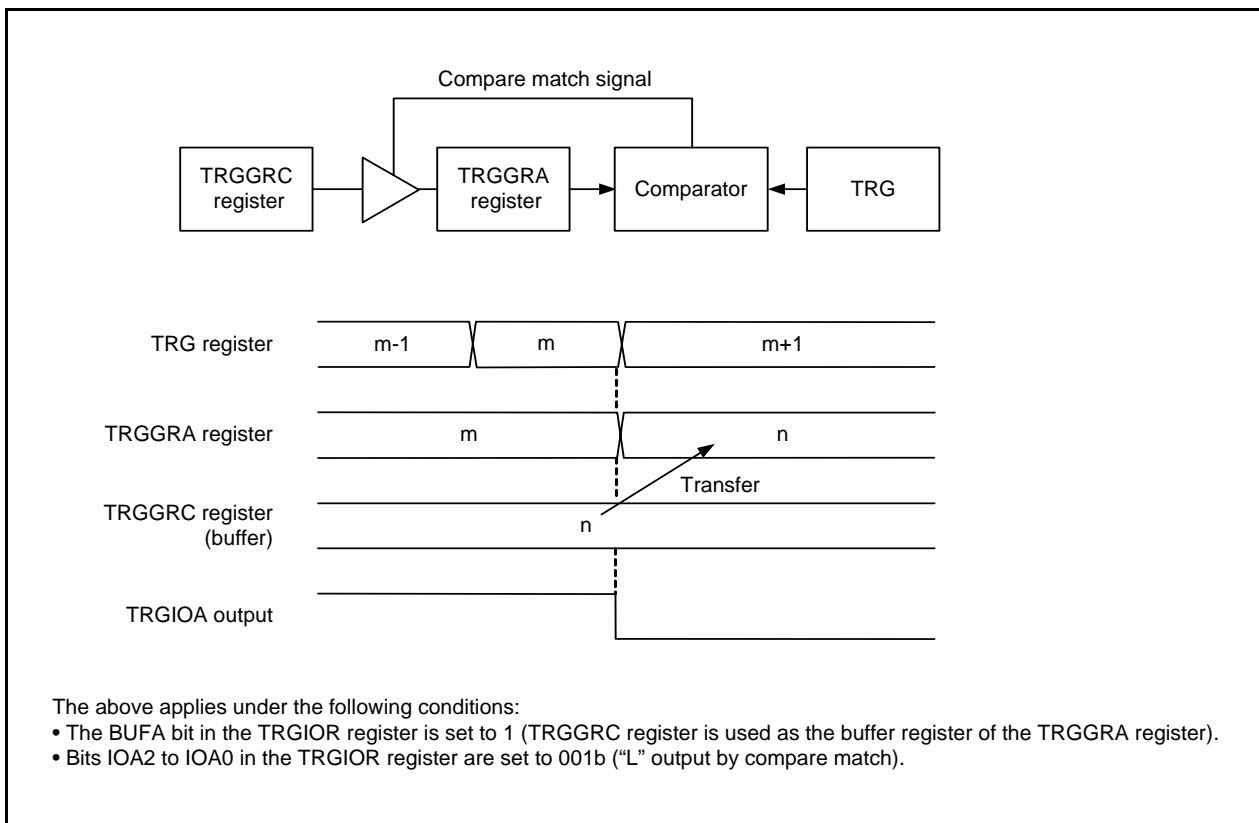 Compare match signal
TRGGRC
register
TRGGRA
register
Comparator
TRG
TRG register
m-1
m
m+1
TRGGRA register
m
n
Transfer
TRGGRC register
(buffer)
n
TRGIOA output
The above applies under the following conditions:
• The BUFA bit in the TRGIOR register is set to 1 (TRGGRC register is used as the buffer register of the TRGGRA register).
• Bits IOA2 to IOA0 in the TRGIOR register are set to 001b (“L” output by compare match).